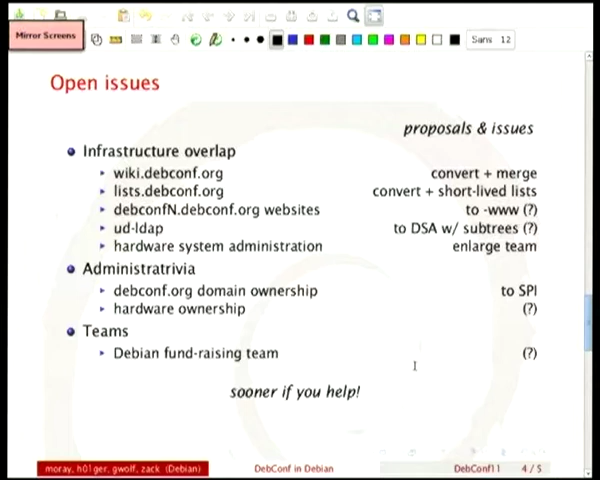 Mirror Screens
Sans 12
Open issues
proposals & issues
Infrastructure overlap
wiki.debconf.org convert + merge
lists.debconf.org convert + short-lived lists
debconfN.debconf.org websites to -www (?)
ud-ldap to DSA w/ subtrees (?)
hardware system administration enlarge team
Administratrivia
debconf.org domain ownership to SPI
hardware ownership (?)
Teams
Debian fund-raising team (?)
sooner if you help!
moray, h01ger, gwolf, zack (Debian) DebConf in Debian DebConf11 4 / 5